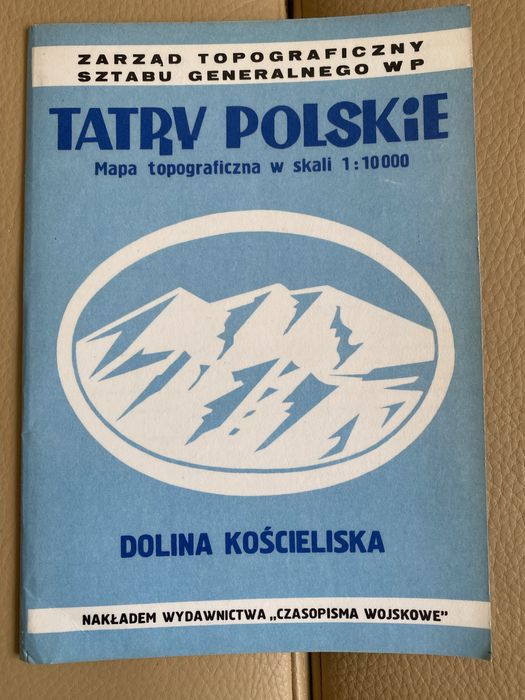 ZARZĄD TOPOGRAFICZNY
SZTABU GENERALNEGO WP
TATRY POLSKiE
Mapa topograficzna w skali 1:10000
DOLINA KOŚCIELISKA
NAKŁADEM WYDAWNICTWA „CZASOPISMA WOJSKOWE"